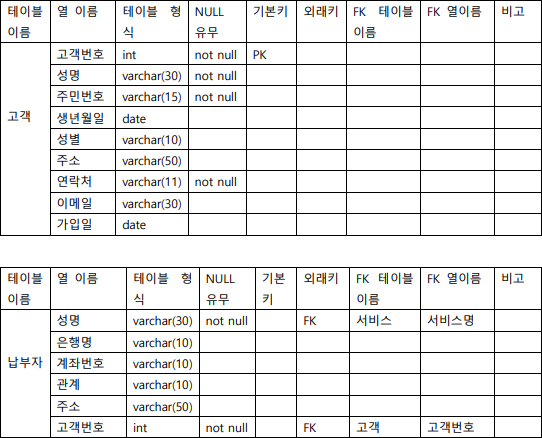 테이블 이름 열 이름 테이블 형식 NULL 유무 기본키 외래키 FK 테이블 이름 FK 열이름 비고
고객 고객번호 int not null PK
성명 varchar(30) not null
주민번호 varchar(15) not null
생년월일 date
성별 varchar(10)
주소 varchar(50)
연락처 varchar(11) not null
이메일 varchar(30)
가입일 date
테이블 이름 열 이름 테이블 형식 NULL 유무 기본키 외래키 FK 테이블 이름 FK 열이름 비고
납부자 성명 varchar(30) not null FK 서비스 서비스명
은행명 varchar(10)
계좌번호 varchar(10)
관계 varchar(10)
주소 varchar(50)
고객번호 int not null FK 고객 고객번호